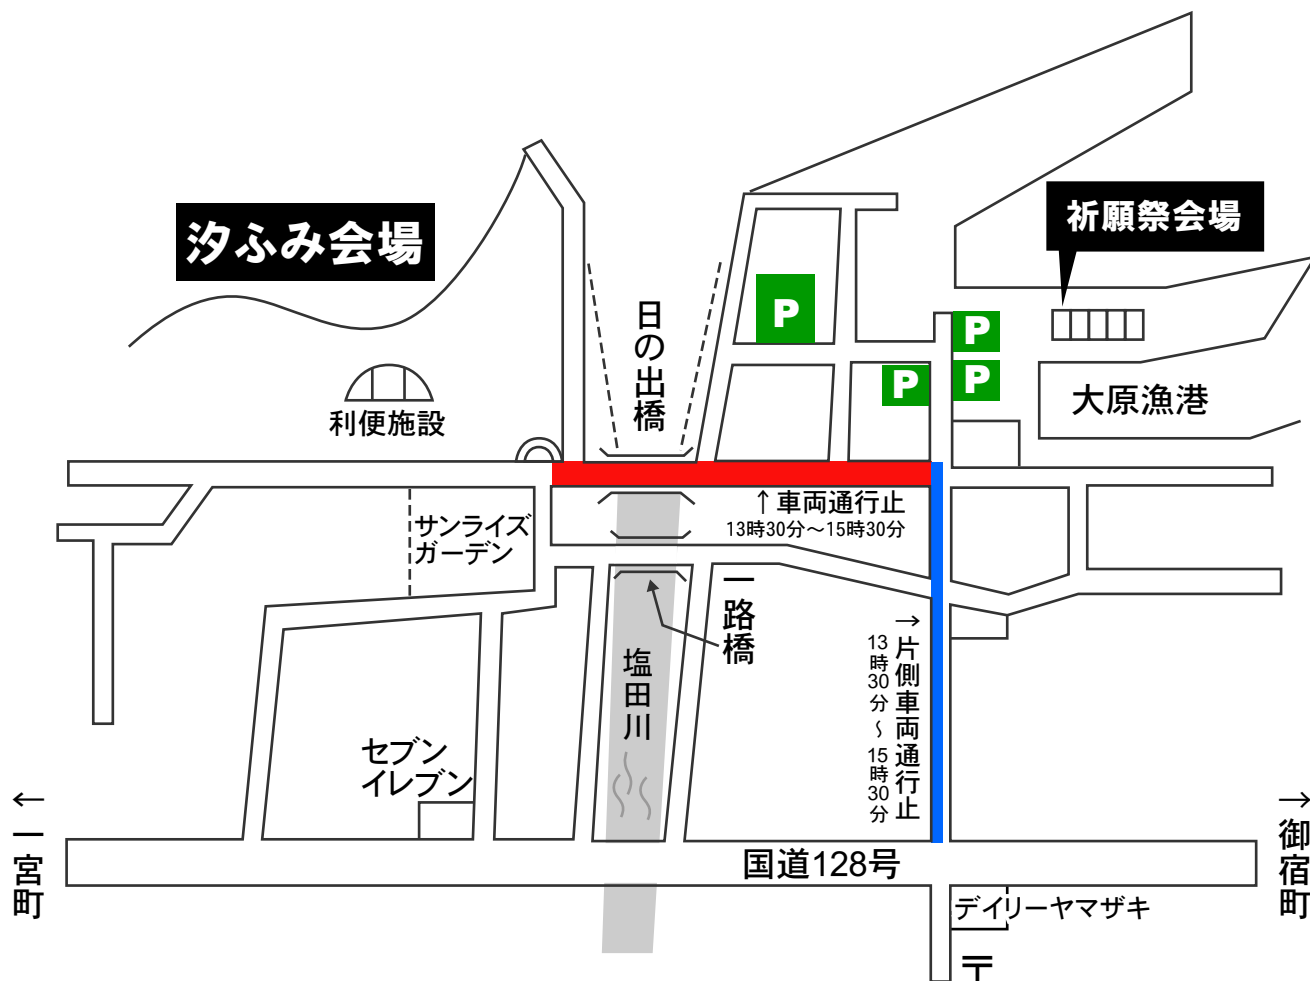 汐ふみ会場
祈願祭会場
P
P
P
P
日の出橋
大原漁港
利便施設
↑車両通行止
13時30分～15時30分
サンライズ
ガーデン
一路橋
塩田川
→片側車両通行止
13時30分～15時30分
セブン
イレブン
←一宮町
国道128号
→御宿町
デイリーヤマザキ
〒